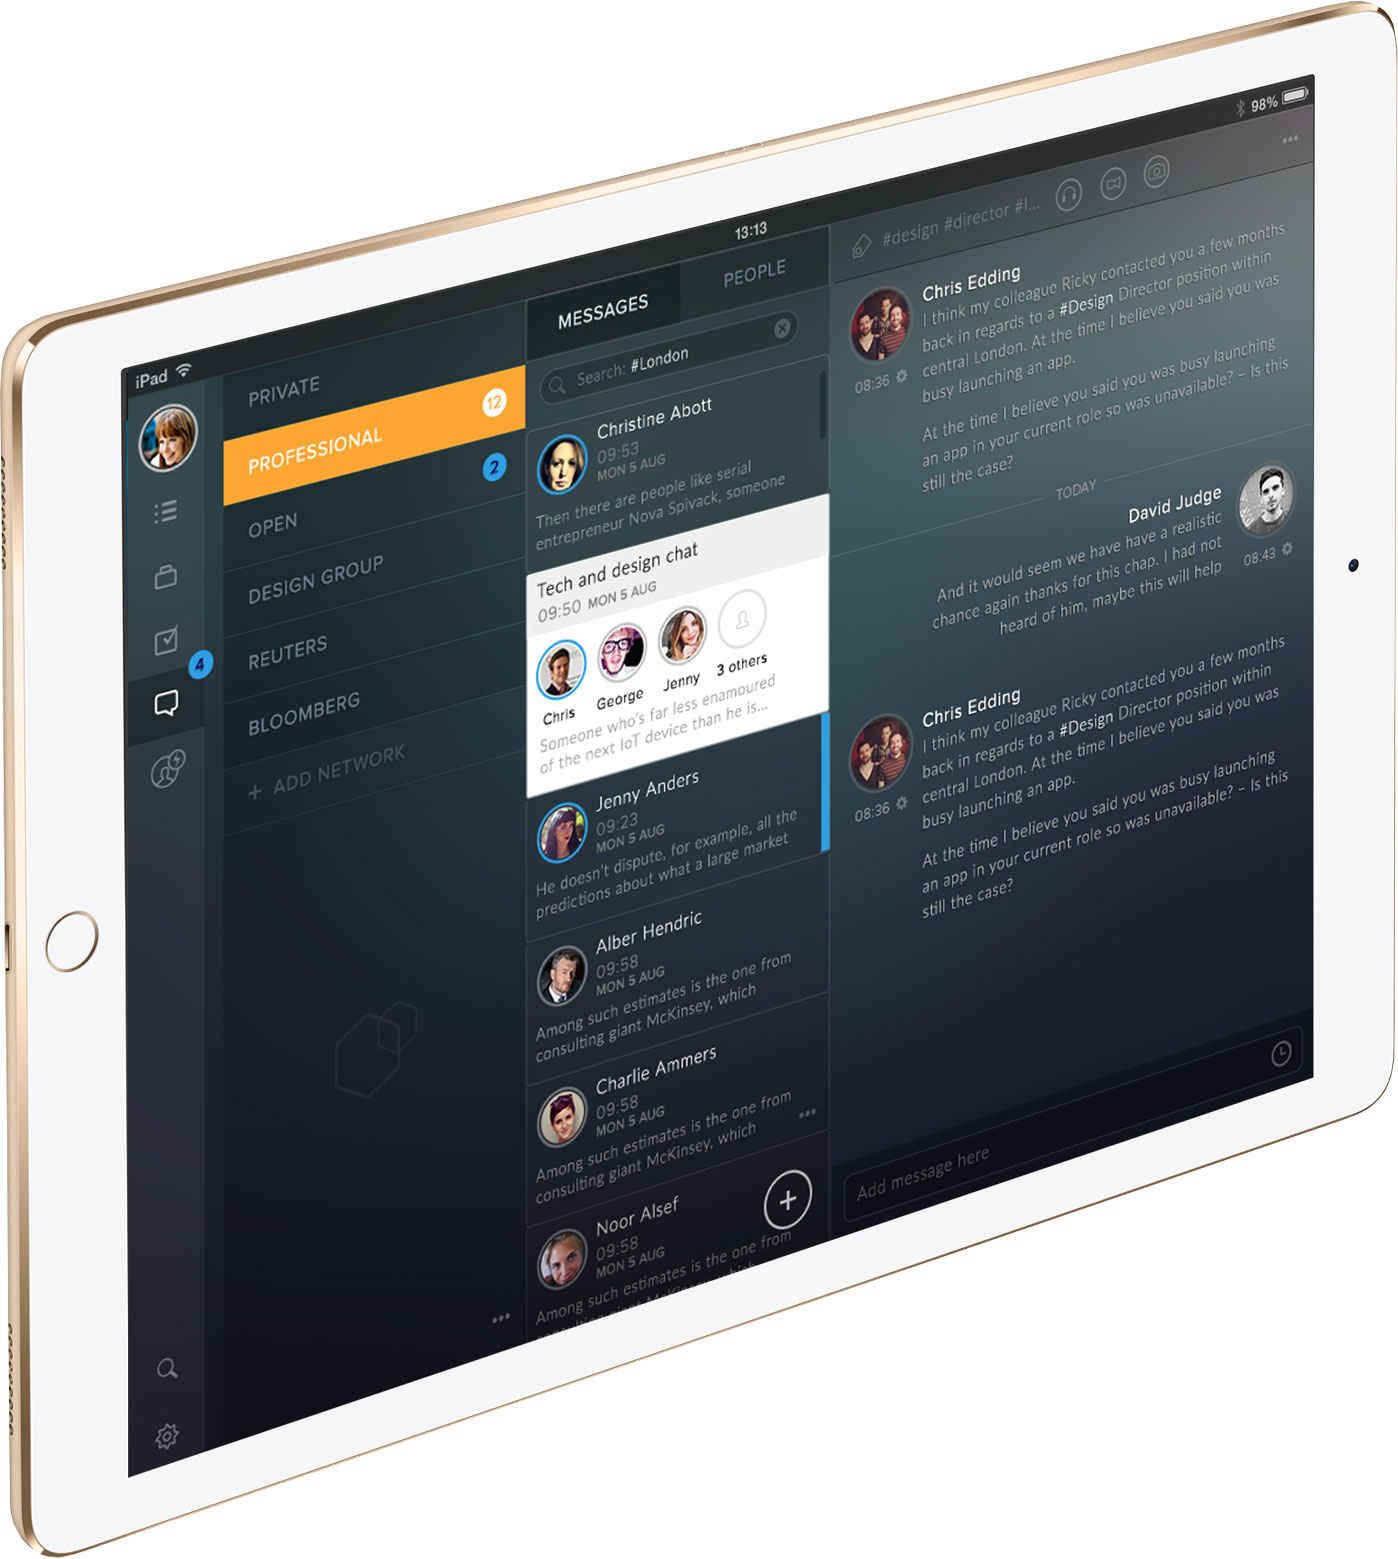 iPad
13:13
98%
PRIVATE
PROFESSIONAL
12
2
OPEN
DESIGN GROUP
REUTERS
BLOOMBERG
+ ADD NETWORK
4
MESSAGES
PEOPLE
Search: #London
Christine Abott
09:53
MON 5 AUG
Then there are people like serial
entrepreneur Nova Spivack, someone
Tech and design chat
09:50 MON 5 AUG
Chris
George
Jenny
3 others
Someone who's far less enamoured
of the next IoT device than he is...
Jenny Anders
09:23
MON 5 AUG
He doesn't dispute, for example, all the
predictions about what a large market
Alber Hendric
09:58
MON 5 AUG
Among such estimates is the one from
consulting giant McKinsey, which
Charlie Ammers
09:58
MON 5 AUG
Among such estimates is the one from
consulting giant McKinsey, which
Noor Alsef
09:58
MON 5 AUG
Among such estimates is the one from
consulting giant McKinsey, which
#design #director #l...
Chris Edding
I think my colleague Ricky contacted you a few months
back in regards to a #Design Director position within
central London. At the time I believe you said you was
busy launching an app.
08:36
At the time I believe you said you was busy launching
an app in your current role so was unavailable? – Is this
still the case?
TODAY
David Judge
And it would seem we have have a realistic
chance again thanks for this chap. I had not
heard of him, maybe this will help
08:43
Chris Edding
I think my colleague Ricky contacted you a few months
back in regards to a #Design Director position within
central London. At the time I believe you said you was
busy launching an app.
08:36
At the time I believe you said you was busy launching
an app in your current role so was unavailable? – Is this
still the case?
Add message here